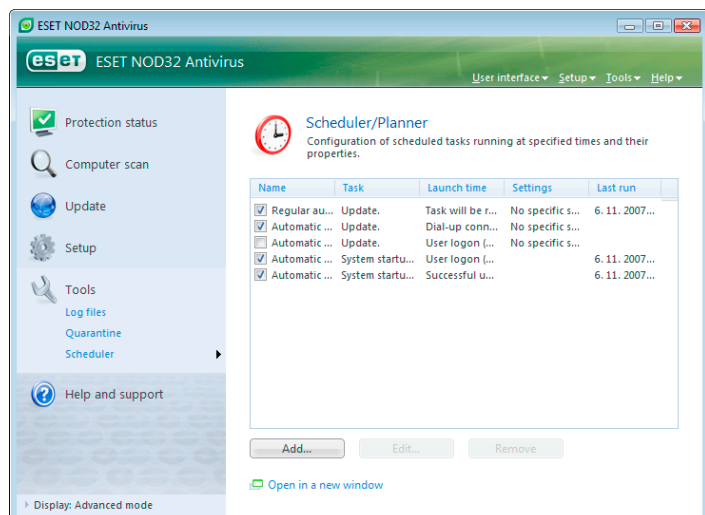 ESET NOD32 Antivirus
eset ESET NOD32 Antivirus
User interface Setup Tools Help
Protection status
Computer scan
Update
Setup
Tools
Log files
Quarantine
Scheduler
Help and support
Display: Advanced mode
Scheduler/Planner
Configuration of scheduled tasks running at specified times and their
properties.
Name Task Launch time Settings Last run
Regular au... Update. Task will be r... No specific s... 6. 11. 2007...
Automatic ... Update. Dial-up conn... No specific s...
Automatic ... Update. User logon (... No specific s...
Automatic ... System startu... User logon (... 6. 11. 2007...
Automatic ... System startu... Successful u... 6. 11. 2007...
Add... Edit... Remove
Open in a new window